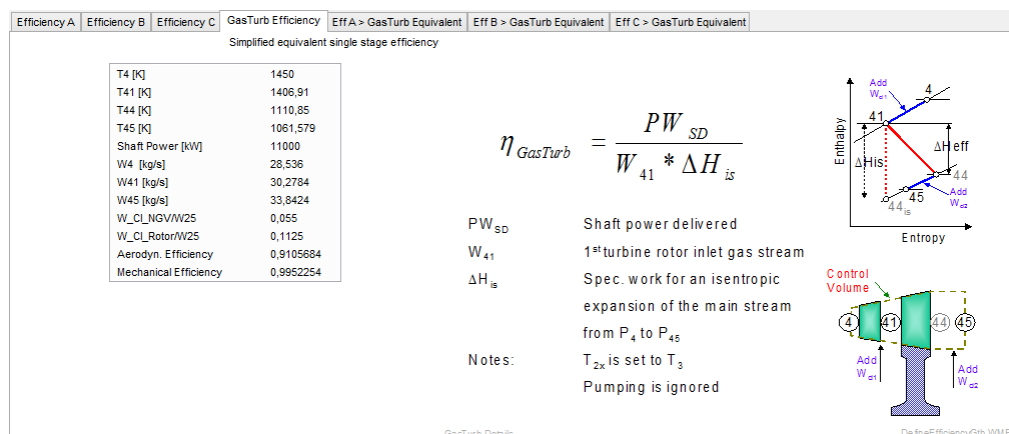 Efficiency A Efficiency B Efficiency C GasTurb Efficiency Eff A > GasTurb Equivalent Eff B > GasTurb Equivalent Eff C > GasTurb Equivalent
Simplified equivalent single stage efficiency
T4 [K] 1450
T41 [K] 1406,91
T44 [K] 1110,85
T45 [K] 1061,579
Shaft Power [kW] 11000
W4 [kg/s] 28,536
W41 [kg/s] 30,2784
W45 [kg/s] 33,8424
W_Cl_NGV/W25 0,055
W_Cl_Rotor/W25 0,1125
Aerodyn. Efficiency 0,9105684
Mechanical Efficiency 0,9952254
η GasTurb = PW SD / W 41 * ΔH is
PW SD Shaft power delivered
W 41 1st turbine rotor inlet gas stream
ΔH is Spec. work for an isentropic
expansion of the main stream
from P4 to P45
Notes: T2x is set to T3
Pumping is ignored
Enthalpy
Add
Wcl1
4
41
ΔHis
ΔH eff
44
45
44is
Add
Wcl2
Entropy
Control
Volume
4 41 44 45
Add
Wcl1
Add
Wcl2
GasTurb Details
DefineEfficiencyGtb.WMF